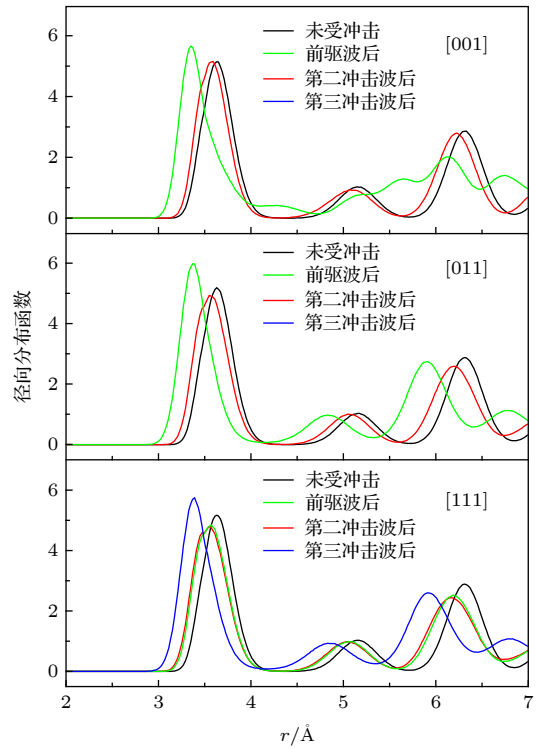 6
4
2
0
未受冲击
前驱波后
第二冲击波后
第三冲击波后
[001]
6
4
2
0
未受冲击
前驱波后
第二冲击波后
第三冲击波后
[011]
径向分布函数
6
4
2
0
未受冲击
前驱波后
第二冲击波后
第三冲击波后
[111]
2 3 4 5 6 7
r/Å